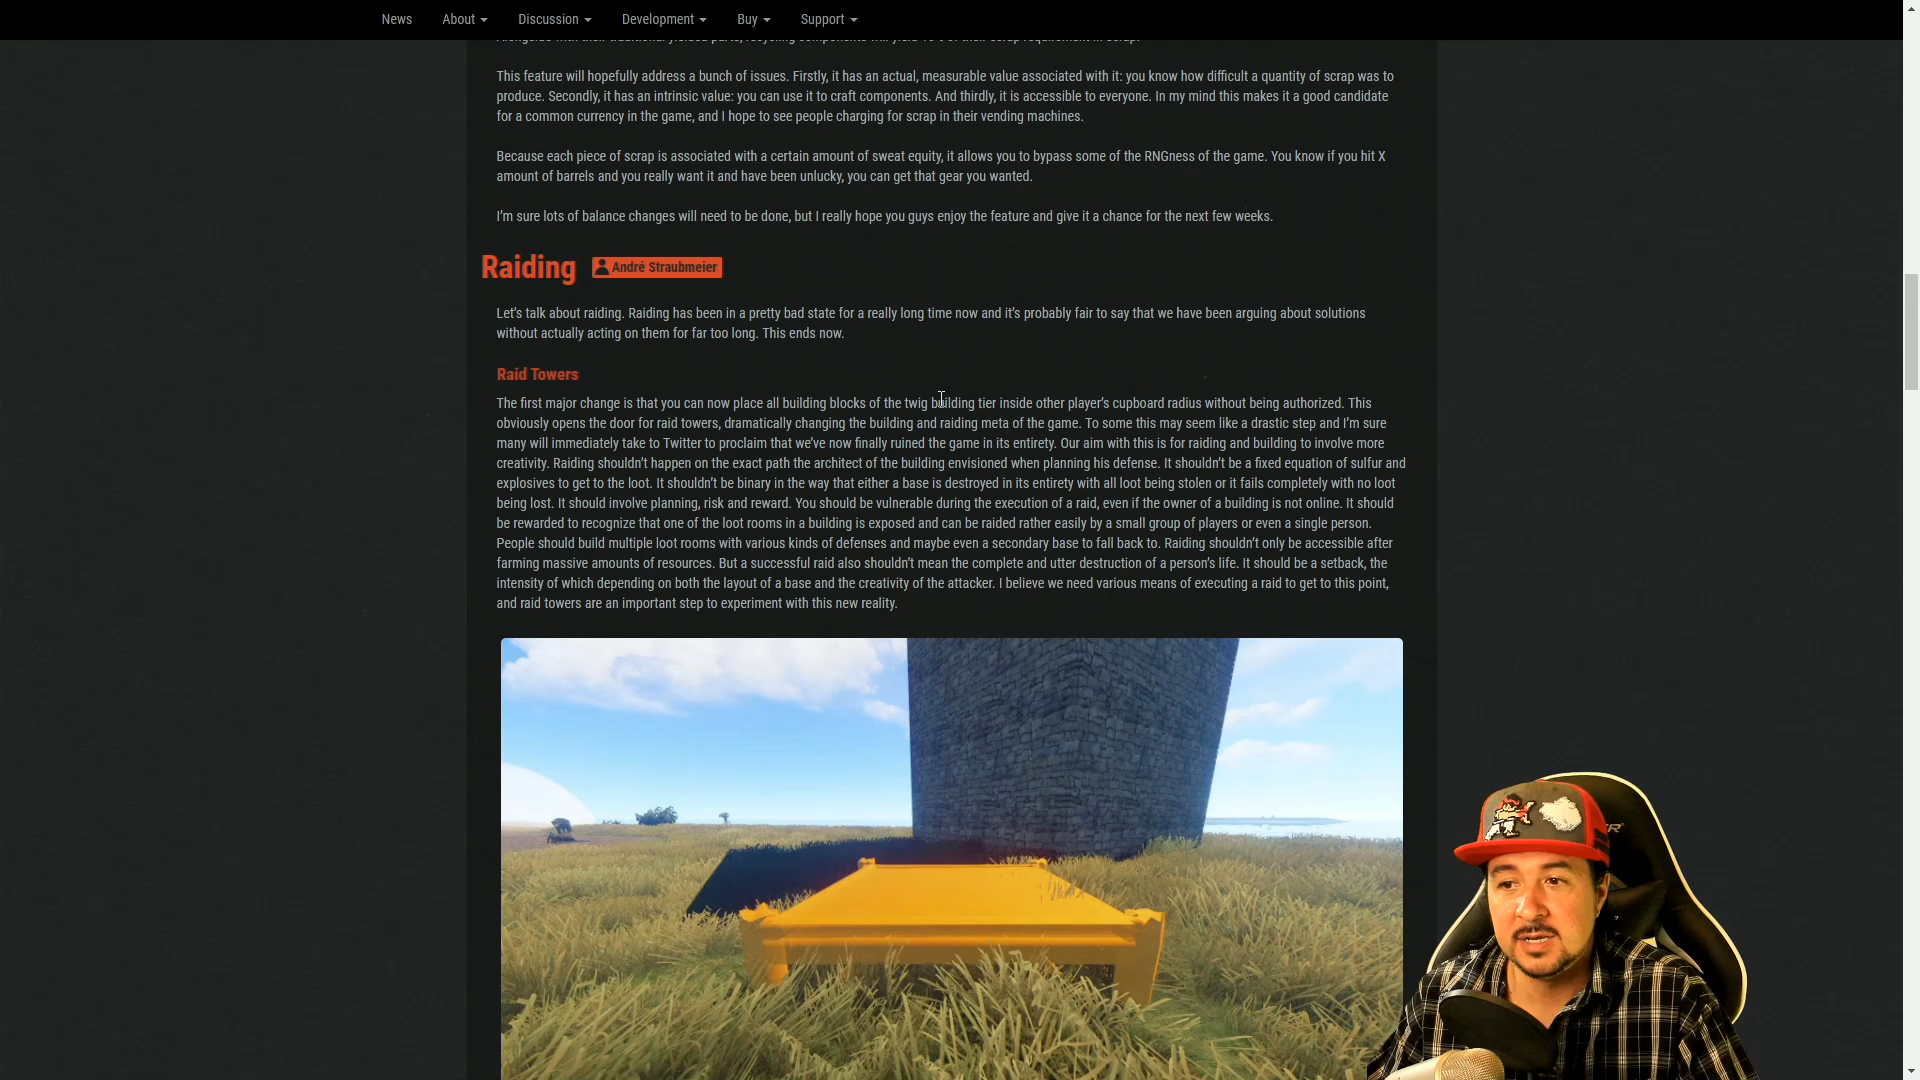 News About Discussion Development Buy Support
This feature will hopefully address a bunch of issues. Firstly, it has an actual, measurable value associated with it: you know how difficult a quantity of scrap was to
produce. Secondly, it has an intrinsic value: you can use it to craft components. And thirdly, it is accessible to everyone. In my mind this makes it a good candidate
for a common currency in the game, and I hope to see people charging for scrap in their vending machines.
Because each piece of scrap is associated with a certain amount of sweat equity, it allows you to bypass some of the RNGness of the game. You know if you hit X
amount of barrels and you really want it and have been unlucky, you can get that gear you wanted.
I'm sure lots of balance changes will need to be done, but I really hope you guys enjoy the feature and give it a chance for the next few weeks.
Raiding André Straubmeier
Let's talk about raiding. Raiding has been in a pretty bad state for a really long time now and it's probably fair to say that we have been arguing about solutions
without actually acting on them for far too long. This ends now.
Raid Towers
The first major change is that you can now place all building blocks of the twig building tier inside other player's cupboard radius without being authorized. This
obviously opens the door for raid towers, dramatically changing the building and raiding meta of the game. To some this may seem like a drastic step and I'm sure
many will immediately take to Twitter to proclaim that we've now finally ruined the game in its entirety. Our aim with this is for raiding and building to involve more
creativity. Raiding shouldn't happen on the exact path the architect of the building envisioned when planning his defense. It shouldn't be a fixed equation of sulfur and
explosives to get to the loot. It shouldn't be binary in the way that either a base is destroyed in its entirety with all loot being stolen or it fails completely with no loot
being lost. It should involve planning, risk and reward. You should be vulnerable during the execution of a raid, even if the owner of a building is not online. It should
be rewarded to recognize that one of the loot rooms in a building is exposed and can be raided rather easily by a small group of players or even a single person.
People should build multiple loot rooms with various kinds of defenses and maybe even a secondary base to fall back to. Raiding shouldn't only be accessible after
farming massive amounts of resources. But a successful raid also shouldn't mean the complete and utter destruction of a person's life. It should be a setback, the
intensity of which depending on both the layout of a base and the creativity of the attacker. I believe we need various means of executing a raid to get to this point,
and raid towers are an important step to experiment with this new reality.